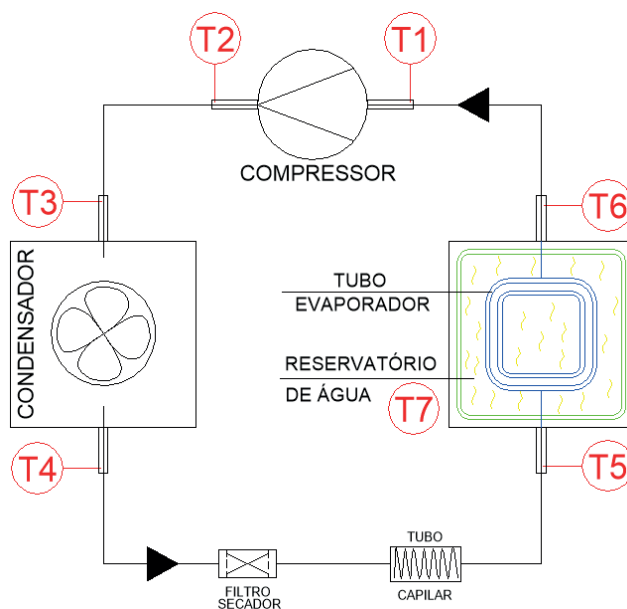 T2
T1
COMPRESSOR
T3
T6
CONDENSADOR
TUBO
EVAPORADOR
RESERVATÓRIO
DE ÁGUA
T7
T4
T5
TUBO
CAPILAR
FILTRO
SECADOR